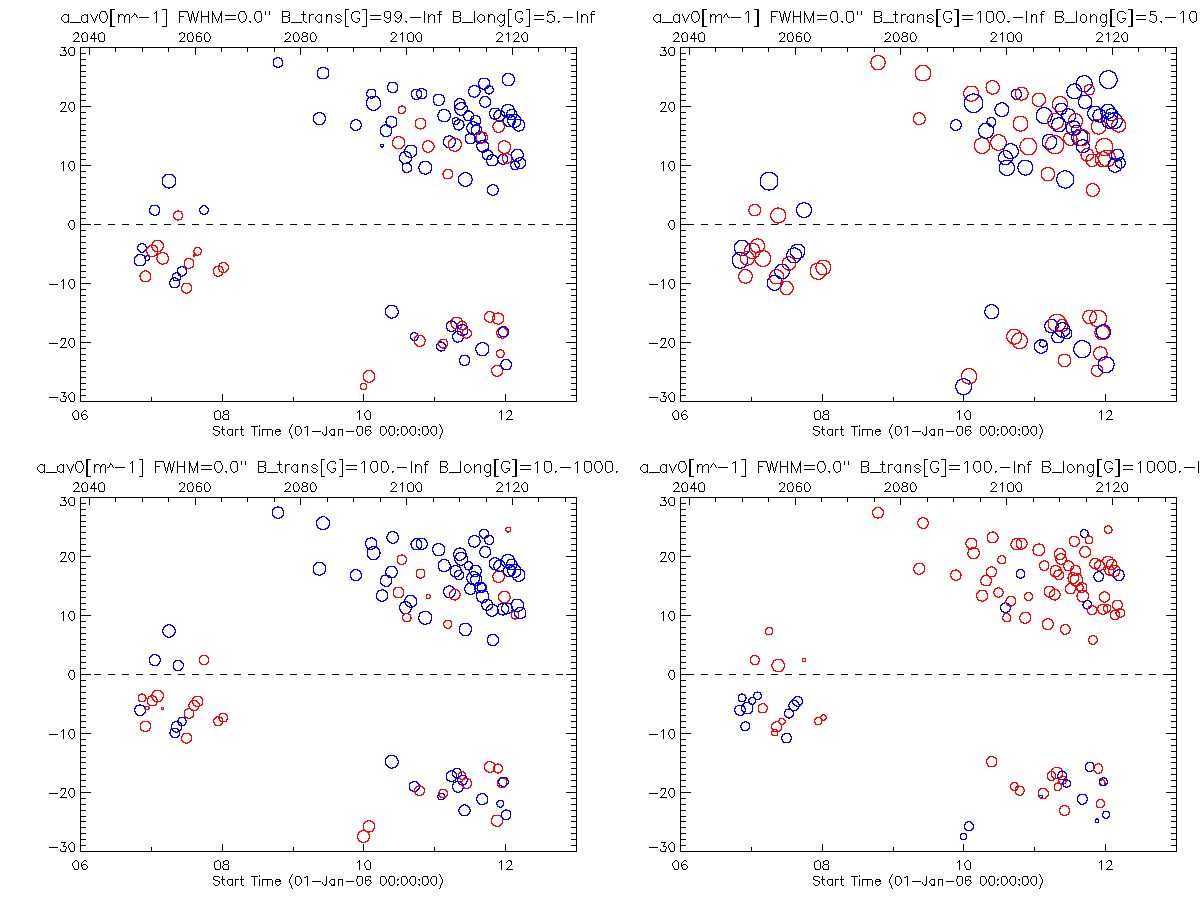 a_av0[m^-1] FWHM=0.0" B_trans[G]=99.-Inf B_long[G]=5.-Inf
2040 2060 2080 2100 2120
30
20
10
0
-10
-20
-30
06 08 10 12
Start Time (01-Jan-06 00:00:00)
a_av0[m^-1] FWHM=0.0" B_trans[G]=100.-Inf B_long[G]=5.-10
2040 2060 2080 2100 2120
30
20
10
0
-10
-20
-30
06 08 10 12
Start Time (01-Jan-06 00:00:00)
a_av0[m^-1] FWHM=0.0" B_trans[G]=100.-Inf B_long[G]=10.-1000.
2040 2060 2080 2100 2120
30
20
10
0
-10
-20
-30
06 08 10 12
Start Time (01-Jan-06 00:00:00)
a_av0[m^-1] FWHM=0.0" B_trans[G]=100.-Inf B_long[G]=1000.-I
2040 2060 2080 2100 2120
30
20
10
0
-10
-20
-30
06 08 10 12
Start Time (01-Jan-06 00:00:00)